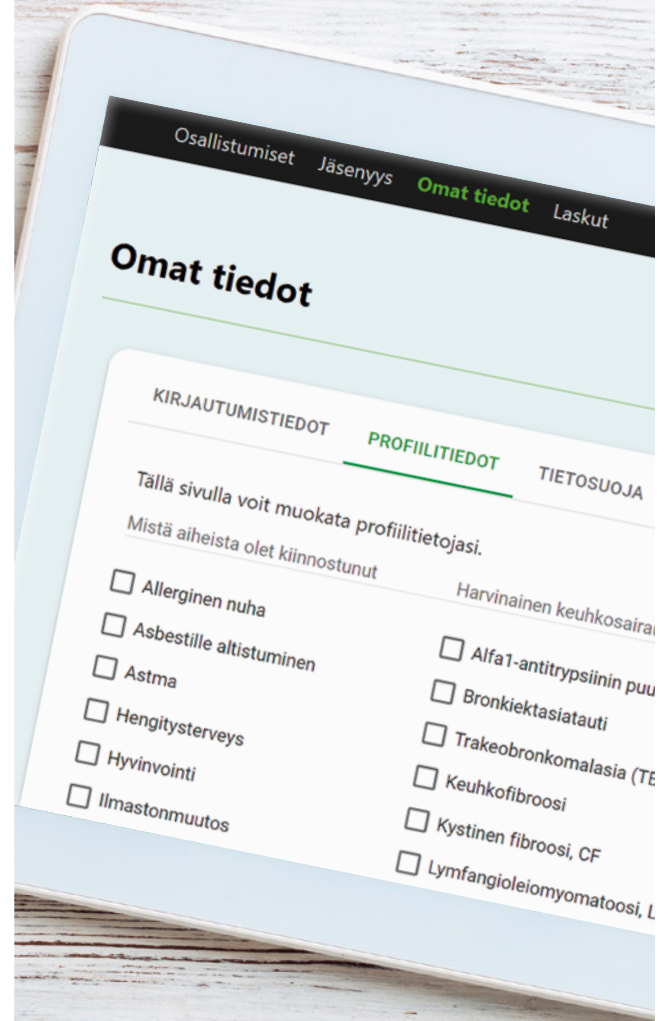 Osallistumiset Jäsenyys Omat tiedot Laskut
Omat tiedot
KIRJAUTUMISTIEDOT PROFIILITIEDOT TIETOSUOJA
Tällä sivulla voit muokata profiilitietojasi.
Mistä aiheista olet kiinnostunut
Allerginen nuha
Asbestille altistuminen
Astma
Hengitysterveys
Hyvinvointi
Ilmastonmuutos
Harvinainen
Alfa1-antitrypsiinin
Bronkiektasiatauti
Trakeobronkomalasia
Keuhkofibroosi
Kystinen fibroosi, CF
Lymfangioleiomyomatoosi,